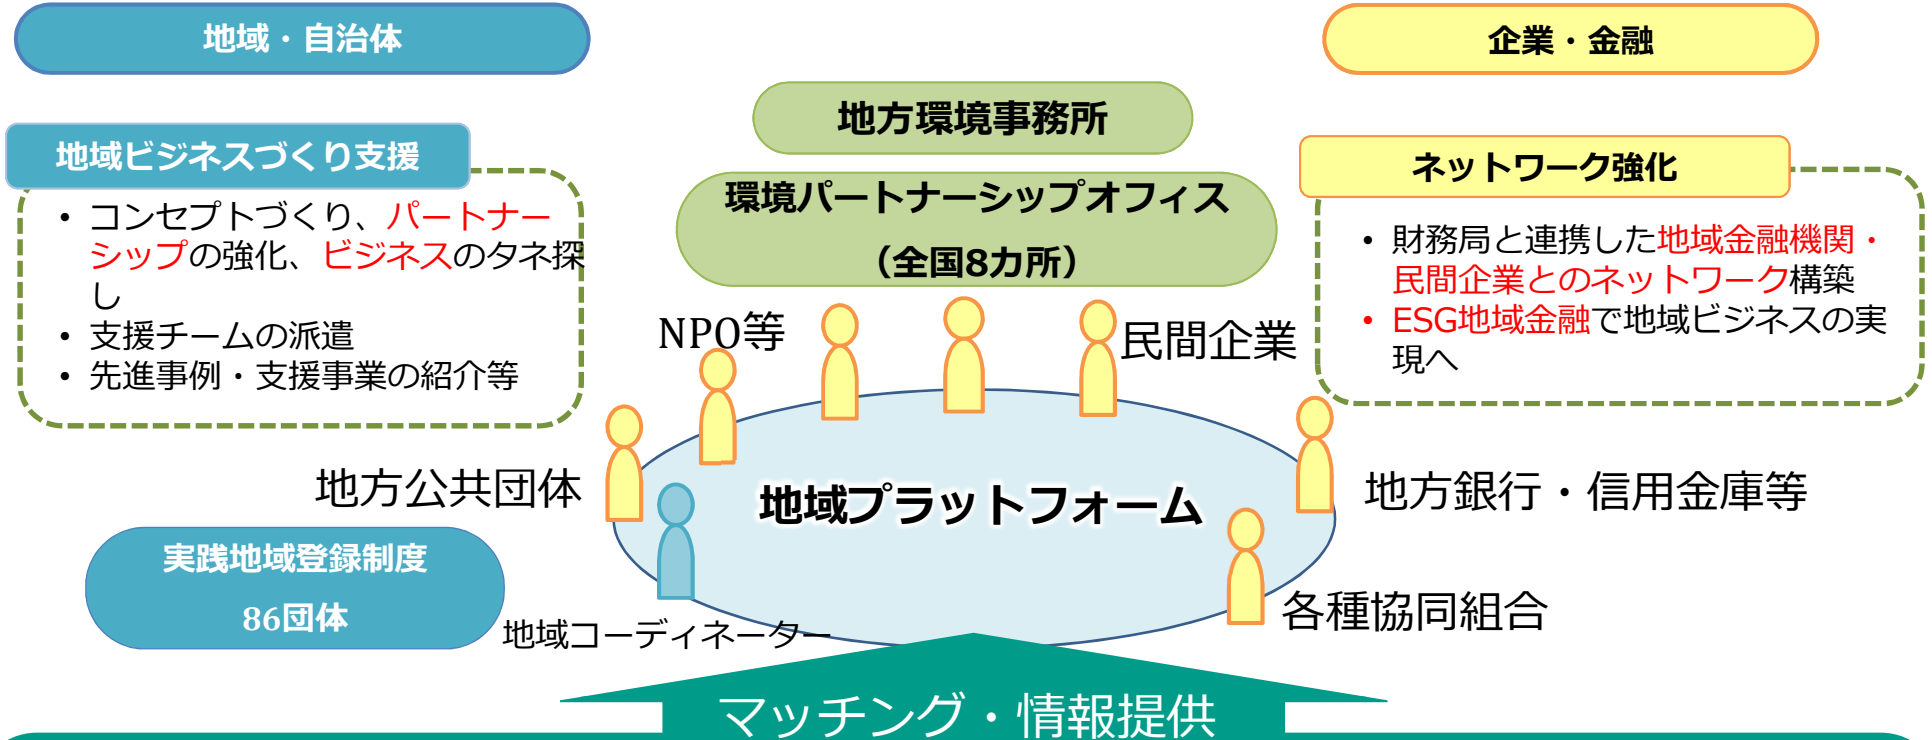 地域・自治体
企業・金融
地方環境事務所
地域ビジネスづくり支援
ネットワーク強化
環境パートナーシップオフィス
（全国8カ所）
• コンセプトづくり、パートナー
シップの強化、ビジネスのタネ探
し
• 支援チームの派遣
• 先進事例・支援事業の紹介等
• 財務局と連携した地域金融機関・
民間企業とのネットワーク構築
• ESG地域金融で地域ビジネスの実
現へ
NPO等
民間企業
地方公共団体
地域プラットフォーム
地方銀行・信用金庫等
実践地域登録制度
86団体
地域コーディネーター
各種協同組合
マッチング・情報提供